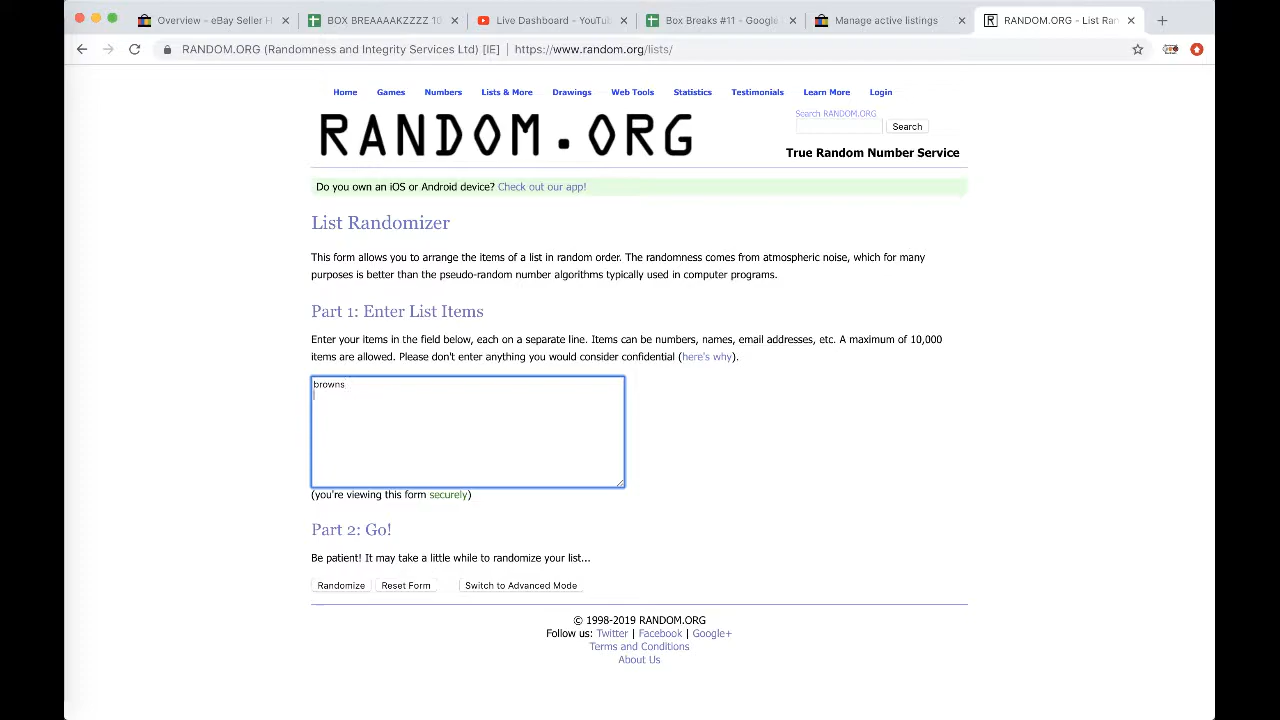 Overview – eBay Seller H
BOX BREAAAAKZZZZ 10
Live Dashboard - YouTu
Box Breaks #11 - Google
Manage active listings
RANDOM.ORG - List Ran
RANDOM.ORG (Randomness and Integrity Services Ltd) [IE] | https://www.random.org/lists/
Home Games Numbers Lists & More Drawings Web Tools Statistics Testimonials Learn More Login
Search RANDOM.ORG
RANDOM.ORG
Search
True Random Number Service
Do you own an iOS or Android device? Check out our app!
List Randomizer
This form allows you to arrange the items of a list in random order. The randomness comes from atmospheric noise, which for many
purposes is better than the pseudo-random number algorithms typically used in computer programs.
Part 1: Enter List Items
Enter your items in the field below, each on a separate line. Items can be numbers, names, email addresses, etc. A maximum of 10,000
items are allowed. Please don't enter anything you would consider confidential (here's why).
browns
(you're viewing this form securely)
Part 2: Go!
Be patient! It may take a little while to randomize your list...
Randomize Reset Form Switch to Advanced Mode
© 1998-2019 RANDOM.ORG
Follow us: Twitter | Facebook | Google+
Terms and Conditions
About Us